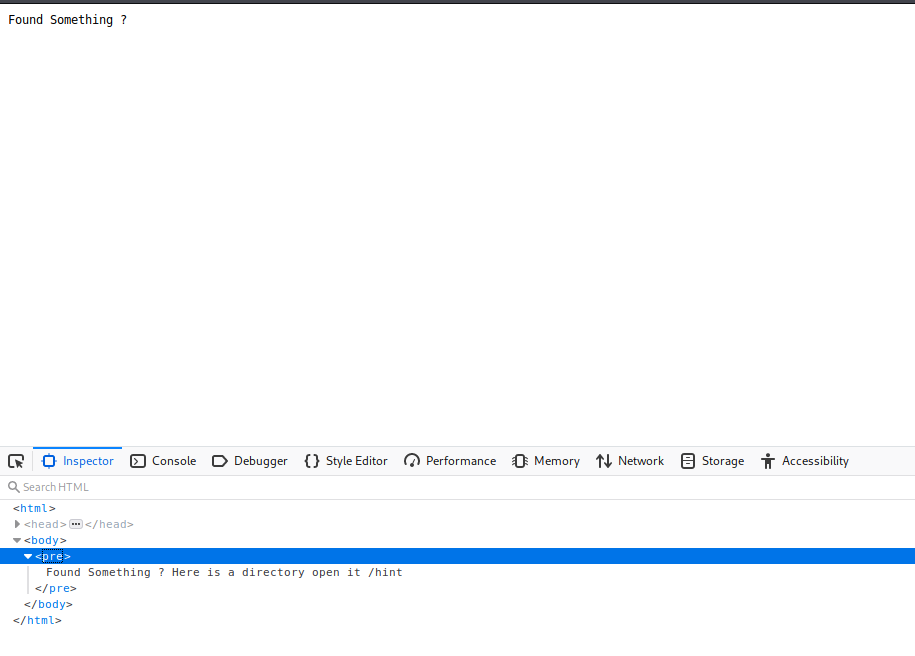 Found Something ?
Inspector Console Debugger {} Style Editor Performance Memory Network Storage Accessibility
Search HTML
<html>
<head>⋯</head>
<body>
<pre>
Found Something ? Here is a directory open it /hint
</pre>
</body>
</html>